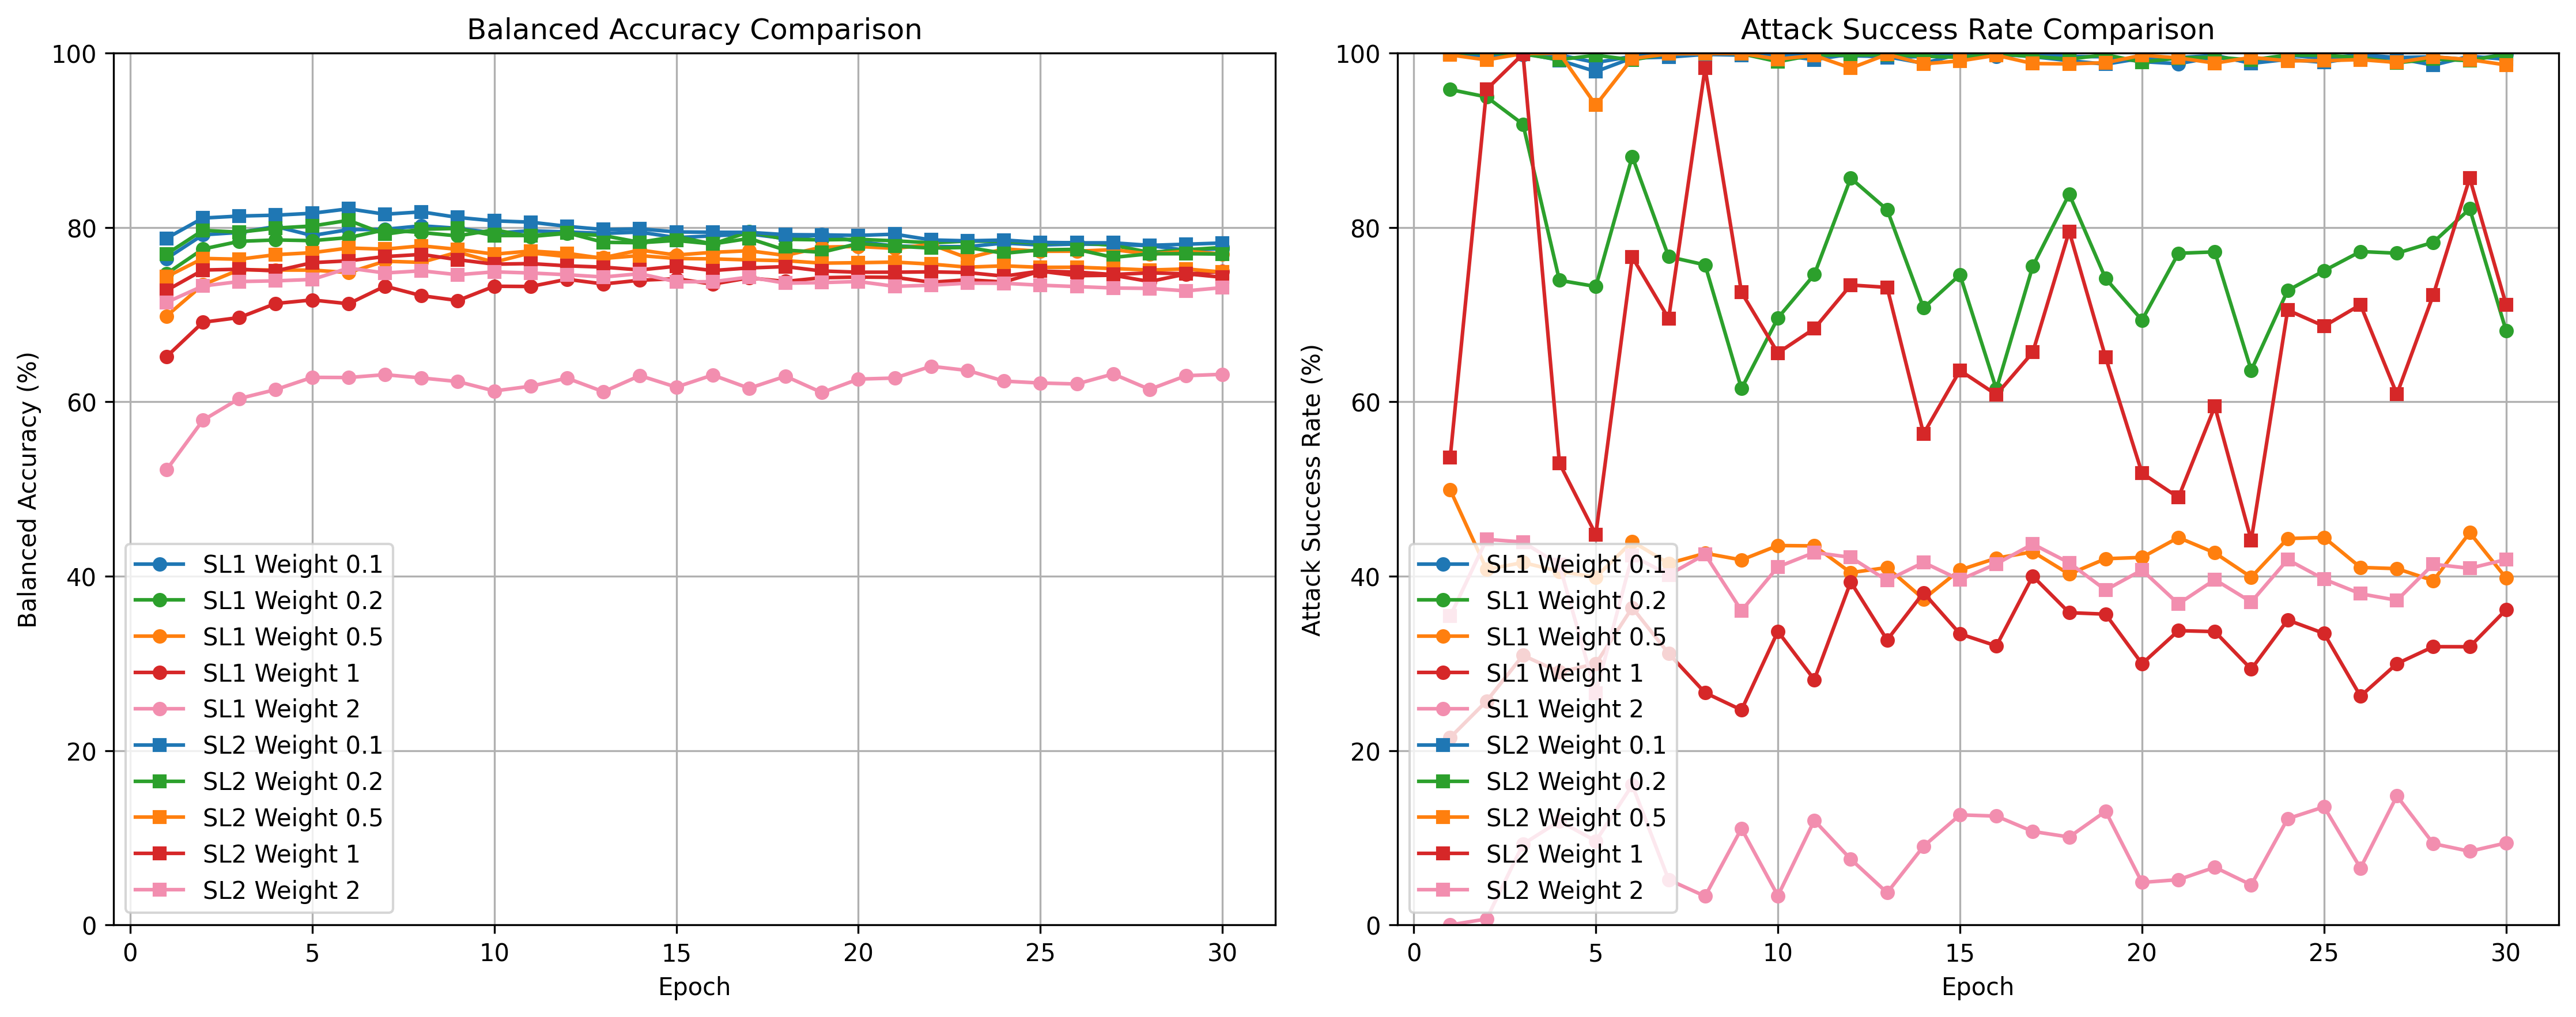 Balanced Accuracy Comparison
100
80
60
40
20
0
Balanced Accuracy (%)
SL1 Weight 0.1
SL1 Weight 0.2
SL1 Weight 0.5
SL1 Weight 1
SL1 Weight 2
SL2 Weight 0.1
SL2 Weight 0.2
SL2 Weight 0.5
SL2 Weight 1
SL2 Weight 2
0 5 10 15 20 25 30
Epoch
Attack Success Rate Comparison
100
80
60
40
20
0
Attack Success Rate (%)
SL1 Weight 0.1
SL1 Weight 0.2
SL1 Weight 0.5
SL1 Weight 1
SL1 Weight 2
SL2 Weight 0.1
SL2 Weight 0.2
SL2 Weight 0.5
SL2 Weight 1
SL2 Weight 2
0 5 10 15 20 25 30
Epoch